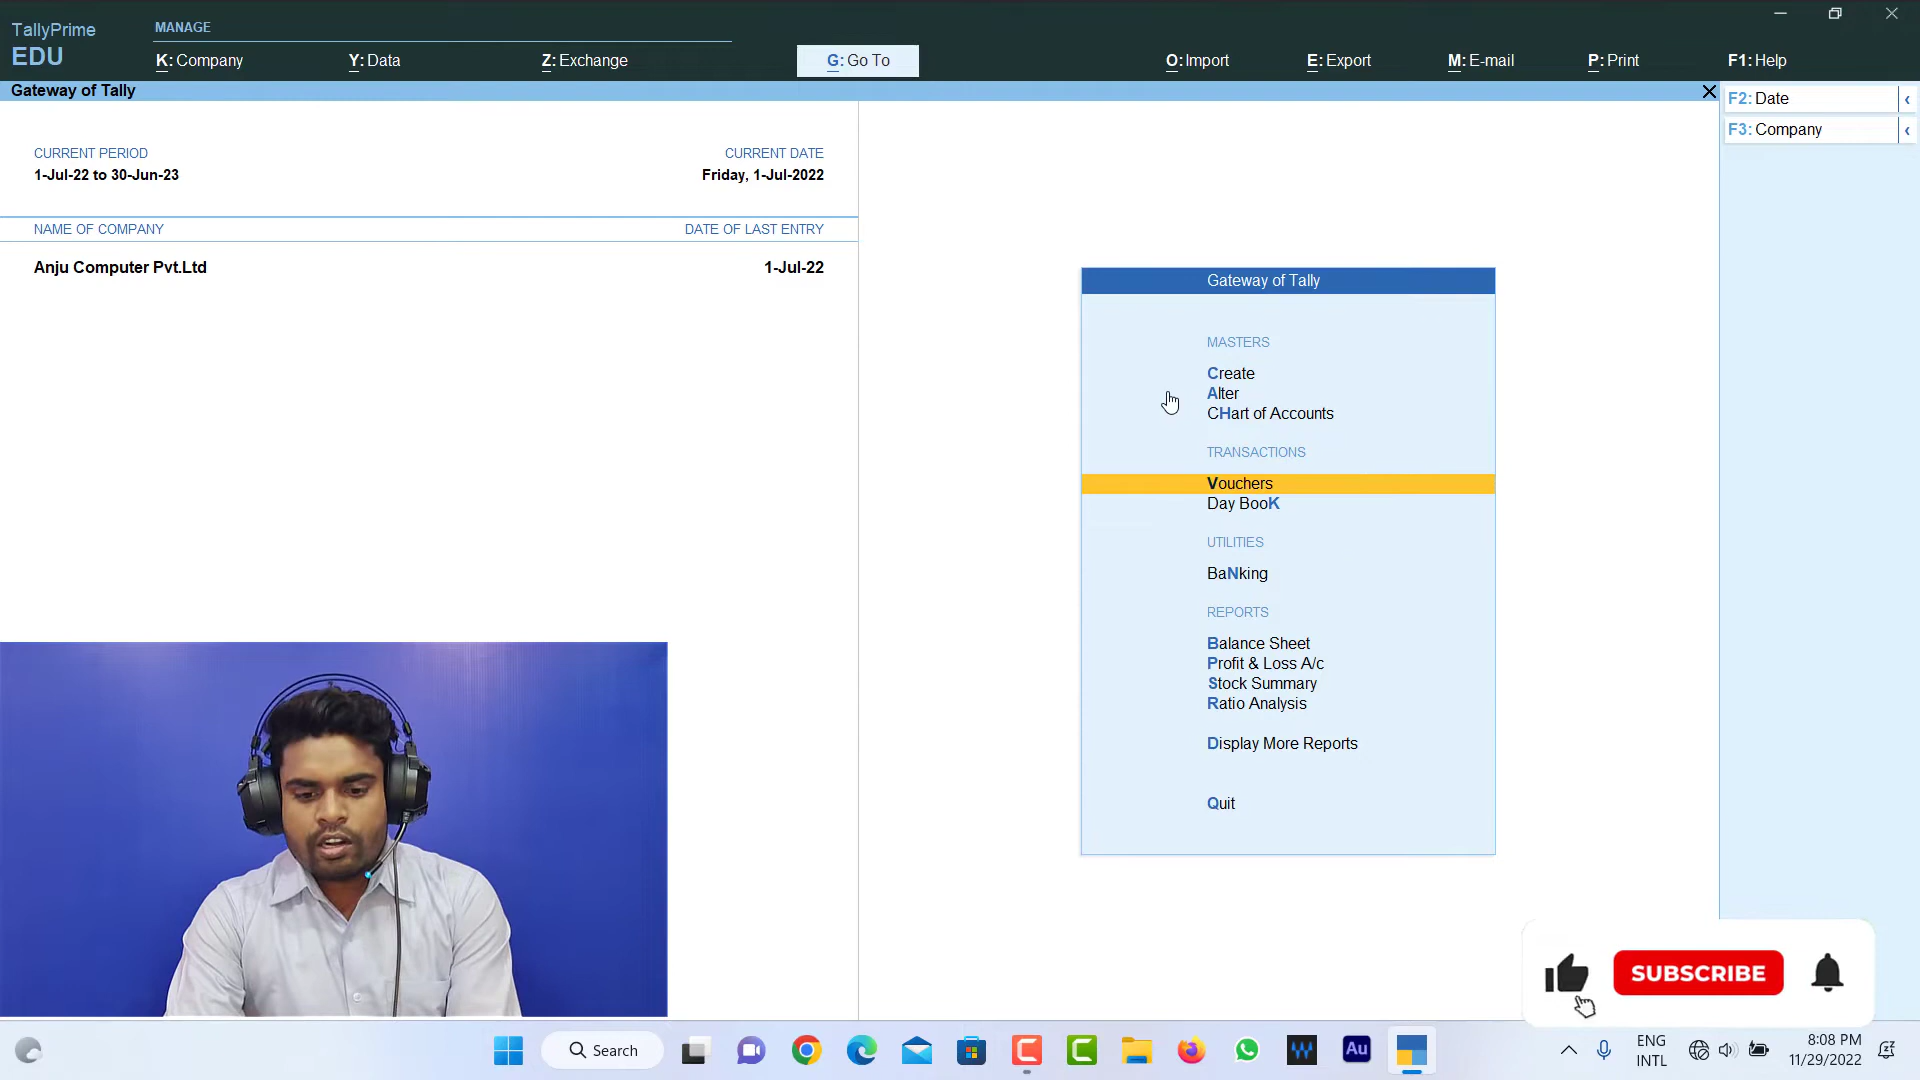 TallyPrime
EDU
MANAGE
K: Company
Y: Data
Z: Exchange
G: Go To
O: Import
E: Export
M: E-mail
P: Print
F1: Help
Gateway of Tally
F2: Date
F3: Company
CURRENT PERIOD
CURRENT DATE
1-Jul-22 to 30-Jun-23
Friday, 1-Jul-2022
NAME OF COMPANY
DATE OF LAST ENTRY
Anju Computer Pvt.Ltd
1-Jul-22
Gateway of Tally
MASTERS
Create
Alter
CHart of Accounts
TRANSACTIONS
Vouchers
Day BooK
UTILITIES
BaNking
REPORTS
Balance Sheet
Profit & Loss A/c
Stock Summary
Ratio Analysis
Display More Reports
Quit
SUBSCRIBE
Search
Au
ENG
INTL
8:08 PM
11/29/2022